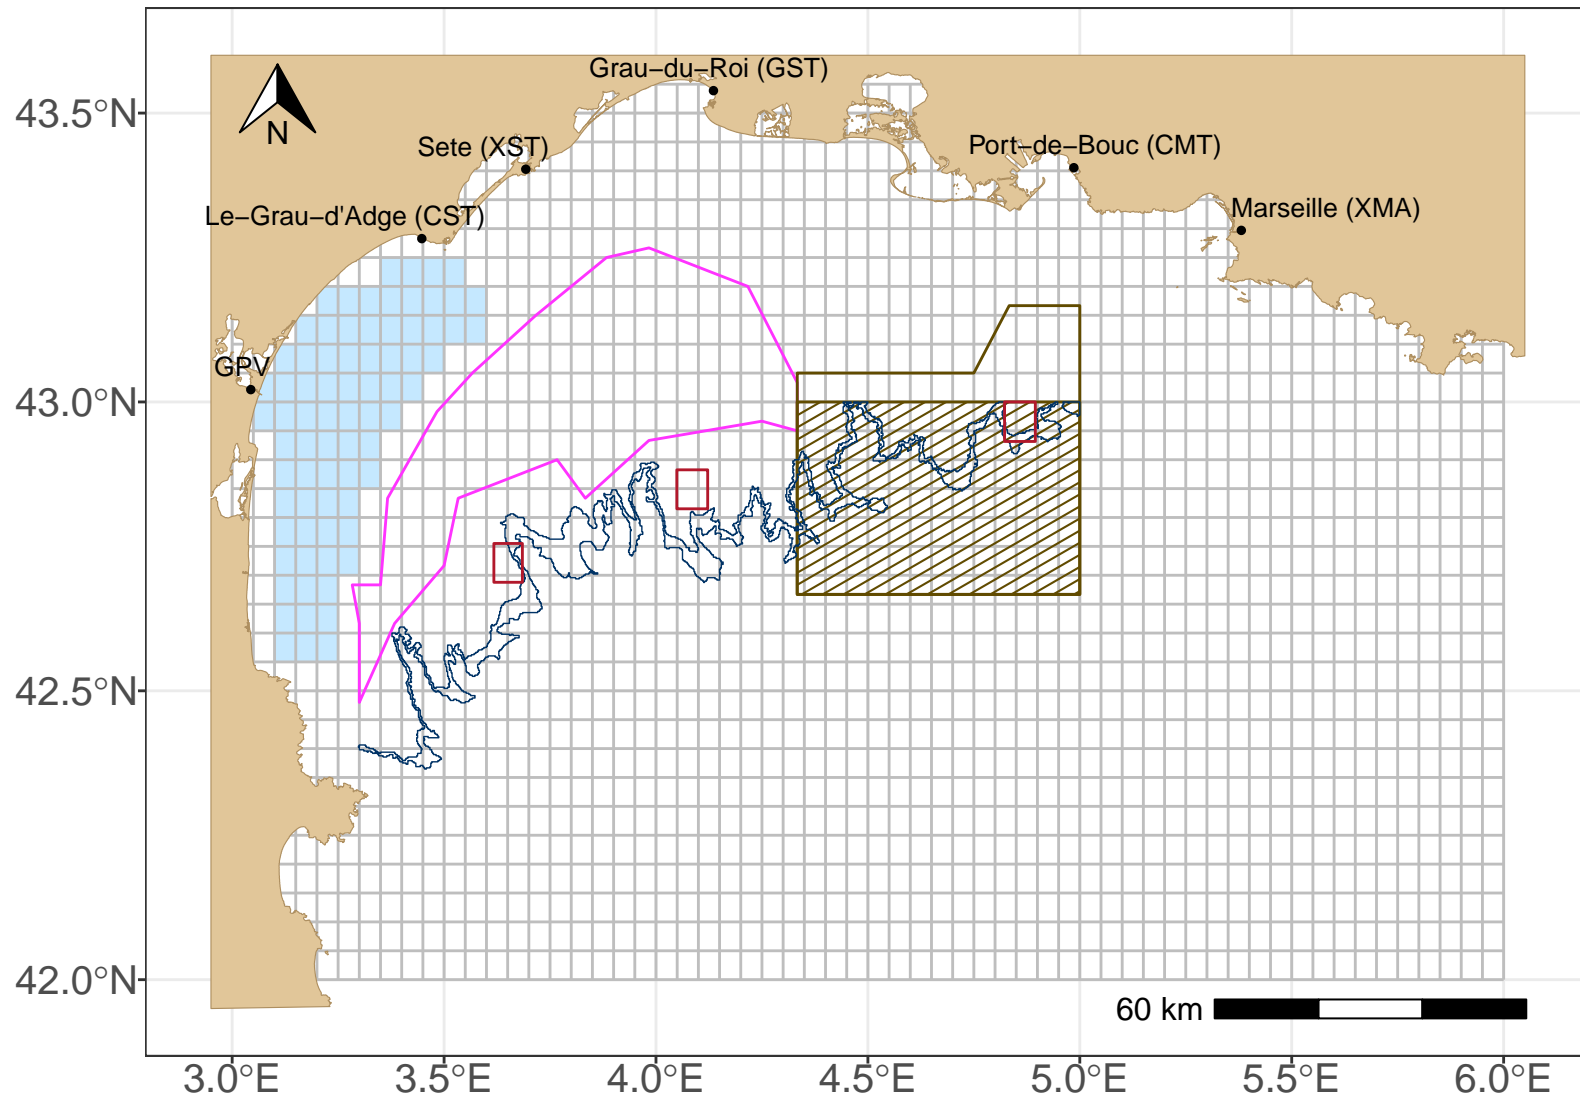 Grau−du−Roi (GST)
43.5°N
N
Sete (XST)
Port−de−Bouc (CMT)
Le−Grau−d'Adge (CST)
Marseille (XMA)
GPV
43.0°N
42.5°N
42.0°N
60 km
3.0°E 3.5°E 4.0°E 4.5°E 5.0°E 5.5°E 6.0°E